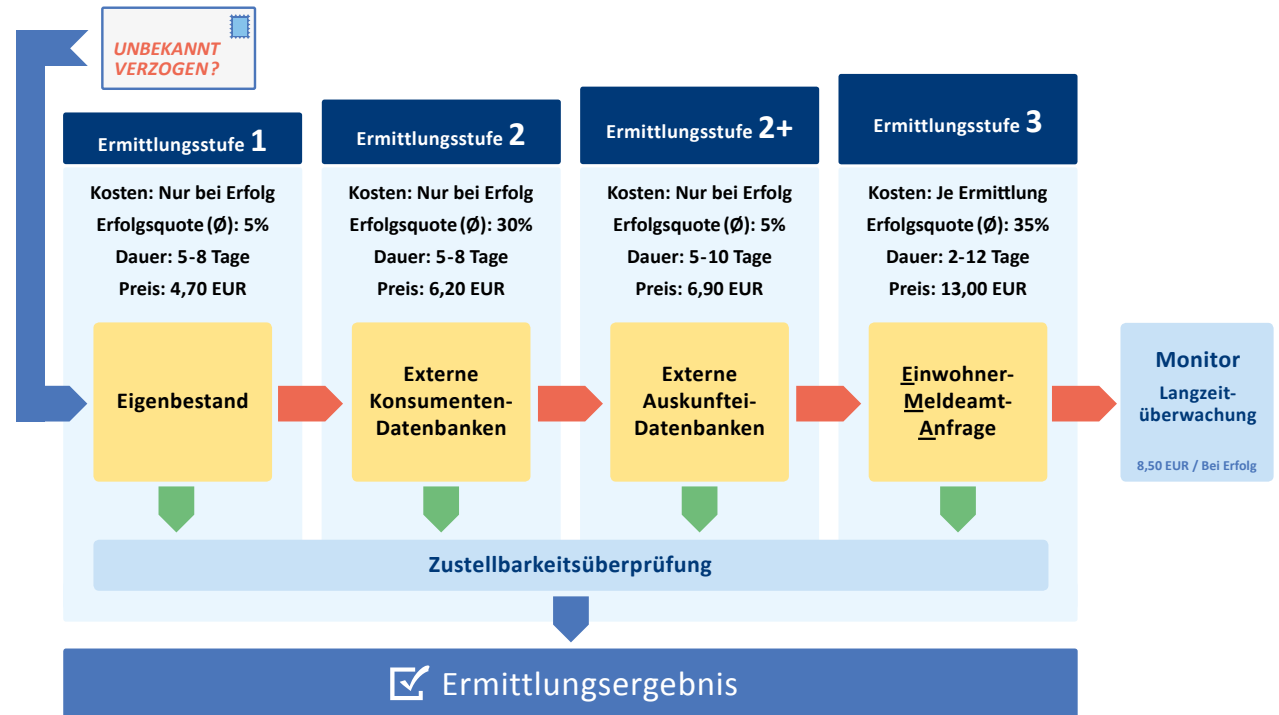 UNBEKANNT
VERZOGEN?
Ermittlungsstufe 1
Kosten: Nur bei Erfolg
Erfolgsquote (Ø): 5%
Dauer: 5-8 Tage
Preis: 4,70 EUR
Eigenbestand
Ermittlungsstufe 2
Kosten: Nur bei Erfolg
Erfolgsquote (Ø): 30%
Dauer: 5-8 Tage
Preis: 6,20 EUR
Externe
Konsumenten-
Datenbanken
Ermittlungsstufe 2+
Kosten: Nur bei Erfolg
Erfolgsquote (Ø): 5%
Dauer: 5-10 Tage
Preis: 6,90 EUR
Externe
Auskunftei-
Datenbanken
Ermittlungsstufe 3
Kosten: Je Ermittlung
Erfolgsquote (Ø): 35%
Dauer: 2-12 Tage
Preis: 13,00 EUR
Einwohner-
Meldeamt-
Anfrage
Monitor
Langzeit-
überwachung
8,50 EUR / Bei Erfolg
Zustellbarkeitsüberprüfung
Ermittlungsergebnis